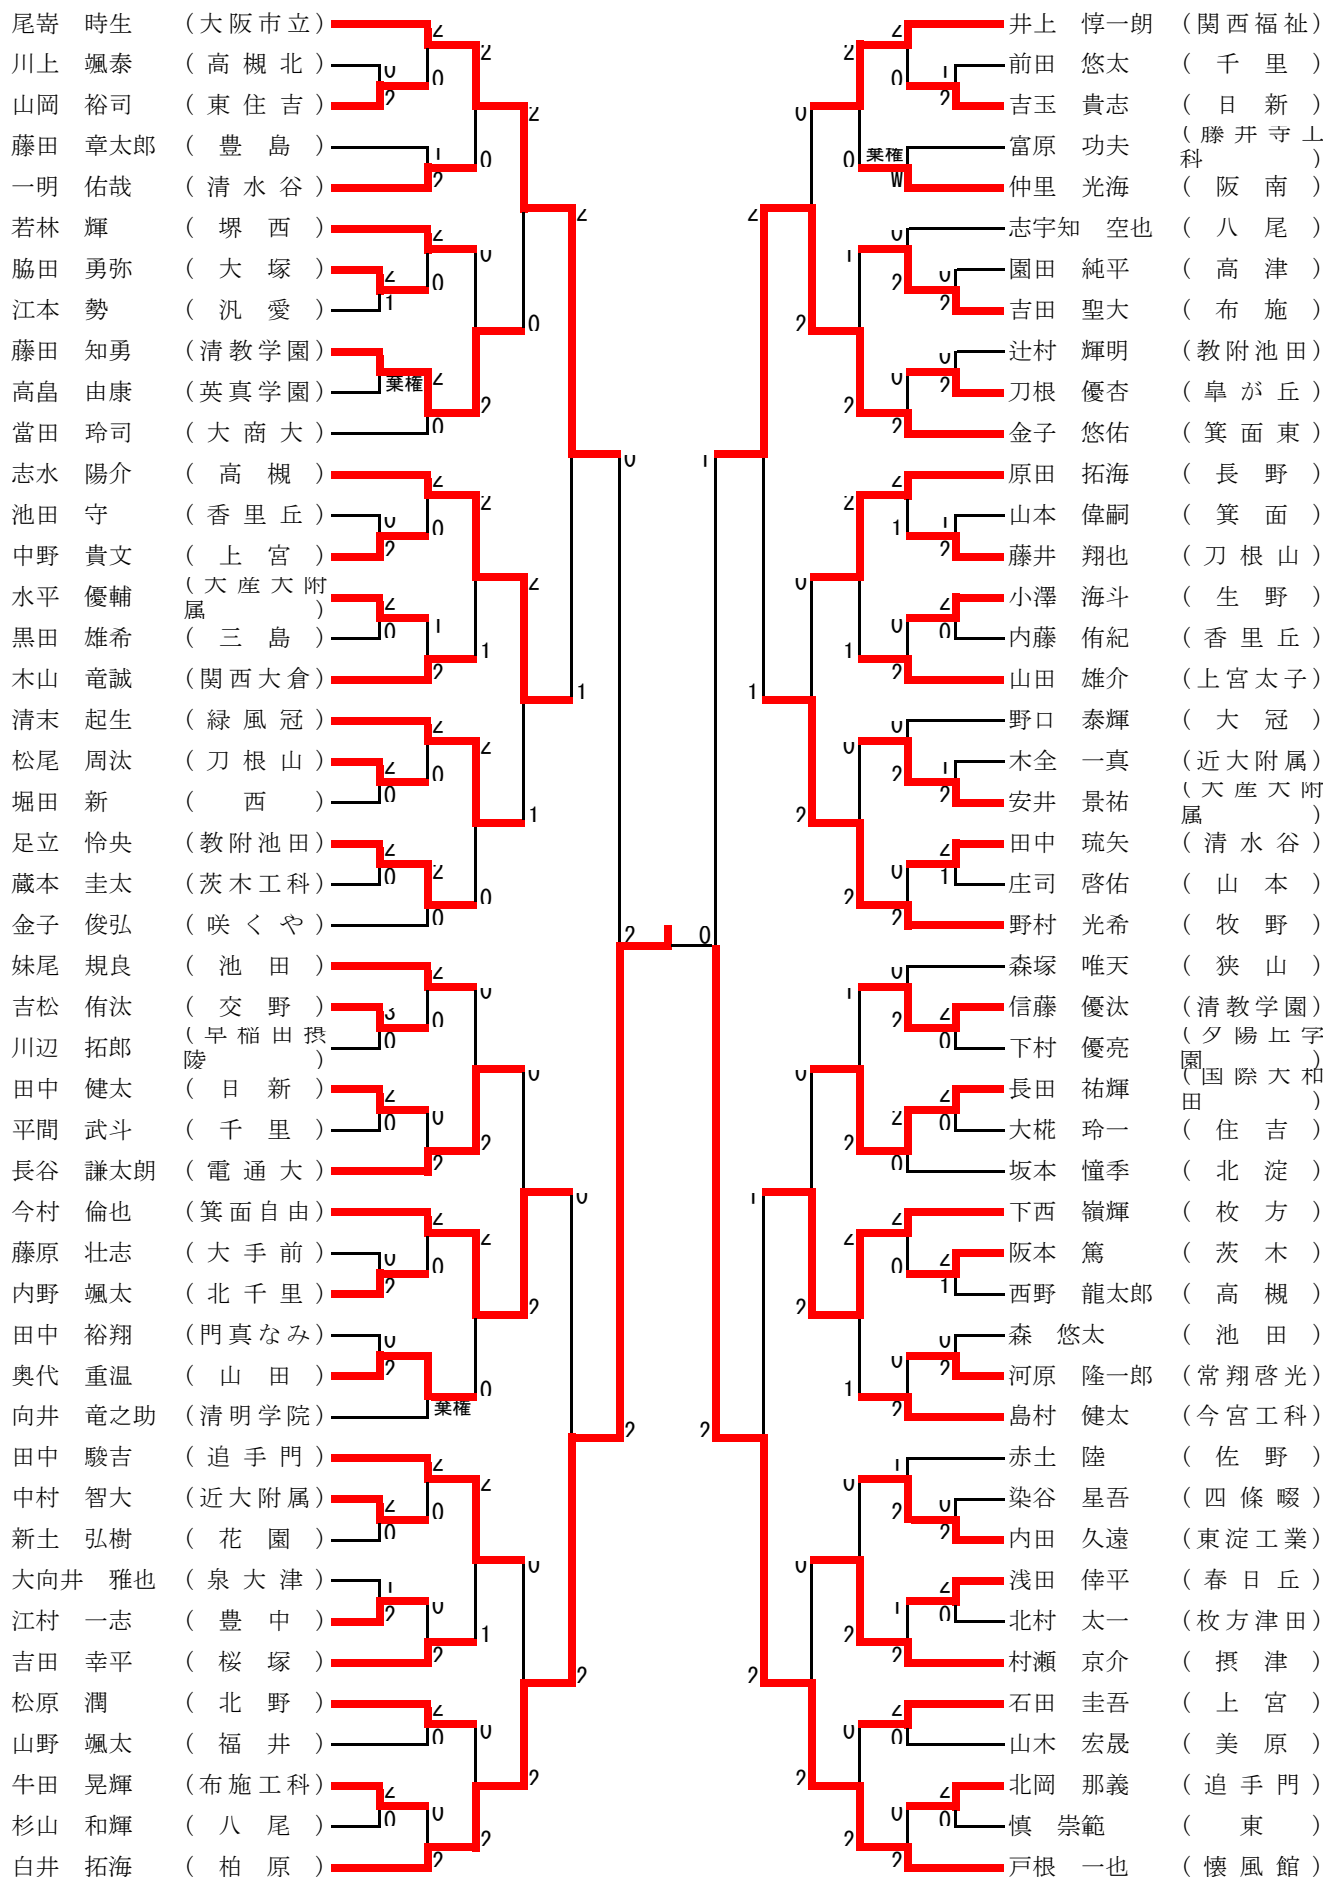 尾嵜 時生 (大阪市立)
川上 颯泰 (高槻北)
山岡 裕司 (東住吉)
藤田 章太郎 (豊島)
一明 佑哉 (清水谷)
若林 輝 (堺西)
脇田 勇弥 (大塚)
江本 勢 (汎愛)
藤田 知勇 (清教学園)
高畠 由康 (英真学園)
棄権
當田 玲司 (大商大)
志水 陽介 (高槻)
池田 守 (香里丘)
中野 貴文 (上宮)
水平 優輔 (大産大附属)
黒田 雄希 (三島)
木山 竜誠 (関西大倉)
清末 起生 (緑風冠)
松尾 周汰 (刀根山)
堀田 新 (西)
足立 怜央 (教附池田)
蔵本 圭太 (茨木工科)
金子 俊弘 (咲くや)
妹尾 規良 (池田)
吉松 侑汰 (交野)
川辺 拓郎 (早稲田摂陵)
田中 健太 (日新)
平間 武斗 (千里)
長谷 謙太朗 (電通大)
今村 倫也 (箕面自由)
藤原 壮志 (大手前)
内野 颯太 (北千里)
田中 裕翔 (門真なみ)
奥代 重温 (山田)
向井 竜之助 (清明学院)
棄権
田中 駿吉 (追手門)
中村 智大 (近大附属)
新土 弘樹 (花園)
大向井 雅也 (泉大津)
江村 一志 (豊中)
吉田 幸平 (桜塚)
松原 潤 (北野)
山野 颯太 (福井)
牛田 晃輝 (布施工科)
杉山 和輝 (八尾)
白井 拓海 (柏原)
井上 惇一朗 (関西福祉)
前田 悠太 (千里)
吉玉 貴志 (日新)
富原 功夫 (藤井寺工科)
棄権
W
仲里 光海 (阪南)
志宇知 空也 (八尾)
園田 純平 (高津)
吉田 聖大 (布施)
辻村 輝明 (教附池田)
刀根 優杏 (皐が丘)
金子 悠佑 (箕面東)
原田 拓海 (長野)
山本 偉嗣 (箕面)
藤井 翔也 (刀根山)
小澤 海斗 (生野)
内藤 侑紀 (香里丘)
山田 雄介 (上宮太子)
野口 泰輝 (大冠)
木全 一真 (近大附属)
安井 景祐 (大産大附属)
田中 琉矢 (清水谷)
庄司 啓佑 (山本)
野村 光希 (牧野)
森塚 唯天 (狭山)
信藤 優汰 (清教学園)
下村 優亮 (夕陽丘学園)
長田 祐輝 (国際大和田)
大椛 玲一 (住吉)
坂本 憧季 (北淀)
下西 嶺輝 (枚方)
阪本 篤 (茨木)
西野 龍太郎 (高槻)
森 悠太 (池田)
河原 隆一郎 (常翔啓光)
島村 健太 (今宮工科)
赤土 陸 (佐野)
染谷 星吾 (四條畷)
内田 久遠 (東淀工業)
浅田 倖平 (春日丘)
北村 太一 (枚方津田)
村瀬 京介 (摂津)
石田 圭吾 (上宮)
山木 宏晟 (美原)
北岡 那義 (追手門)
慎 崇範 (東)
戸根 一也 (懐風館)